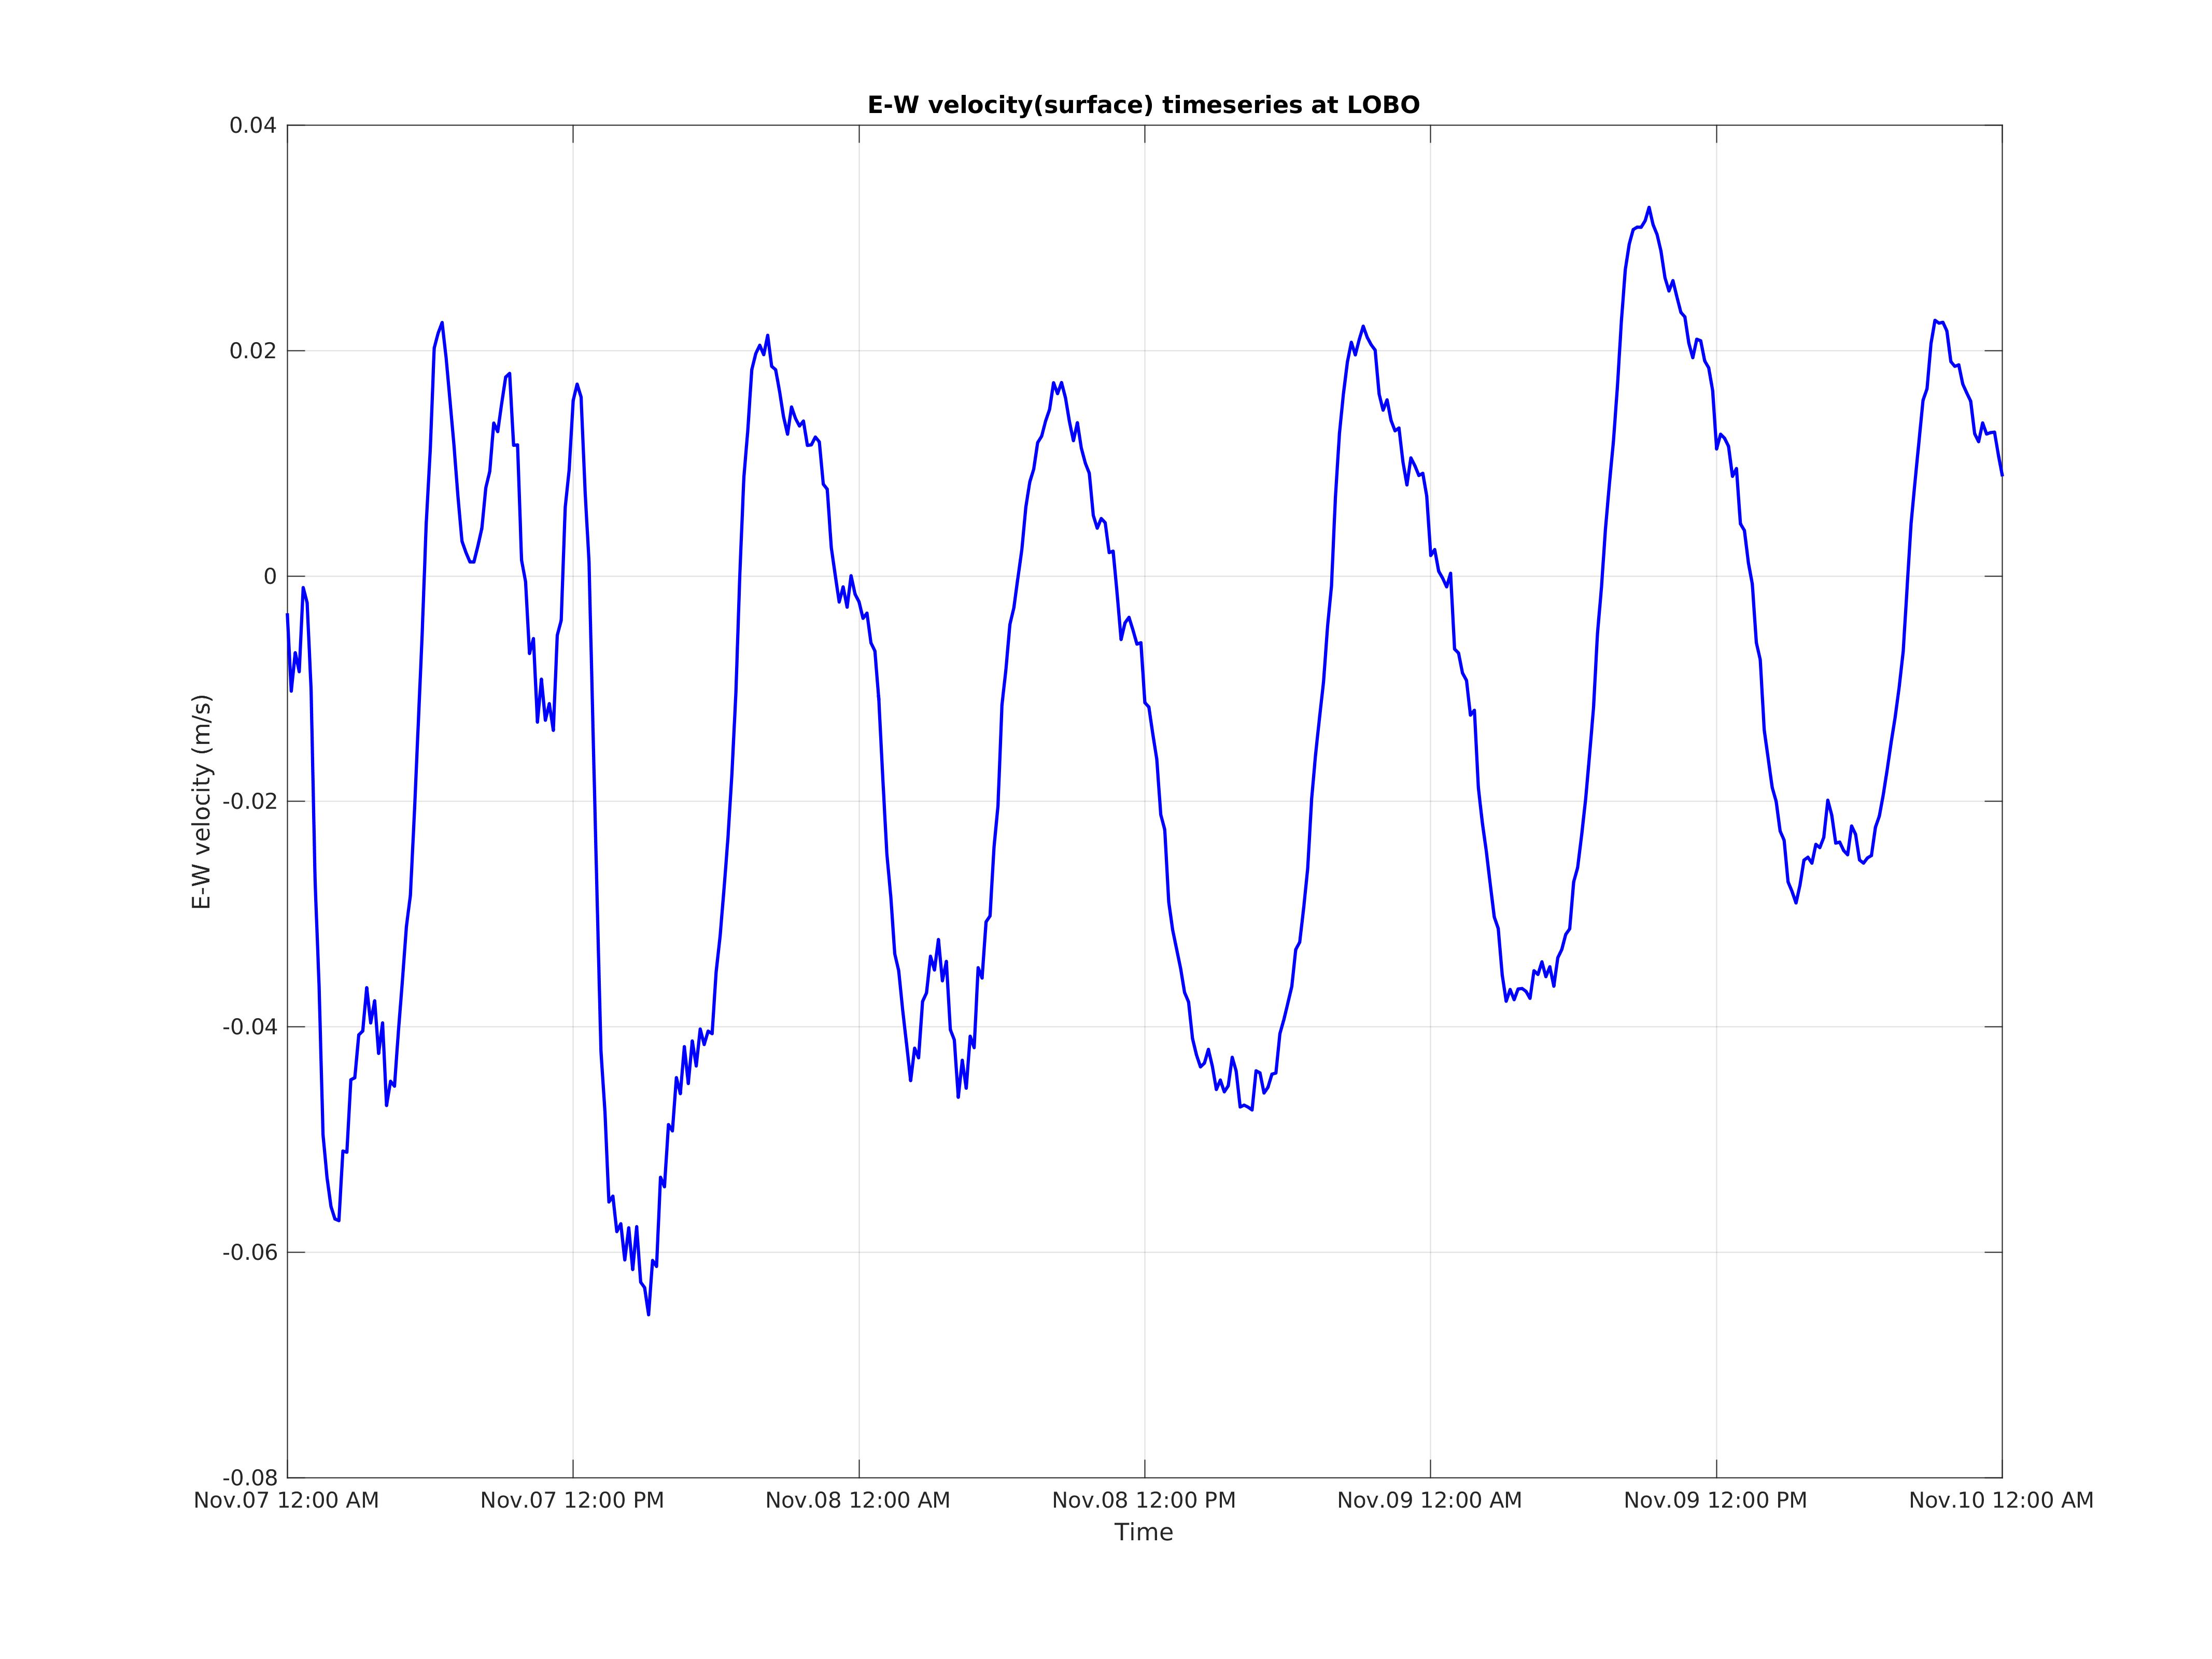 E-W velocity(surface) timeseries at LOBO
0.04
0.02
0
-0.02
-0.04
-0.06
-0.08
E-W velocity (m/s)
Nov.07 12:00 AM Nov.07 12:00 PM Nov.08 12:00 AM Nov.08 12:00 PM Nov.09 12:00 AM Nov.09 12:00 PM Nov.10 12:00 AM
Time